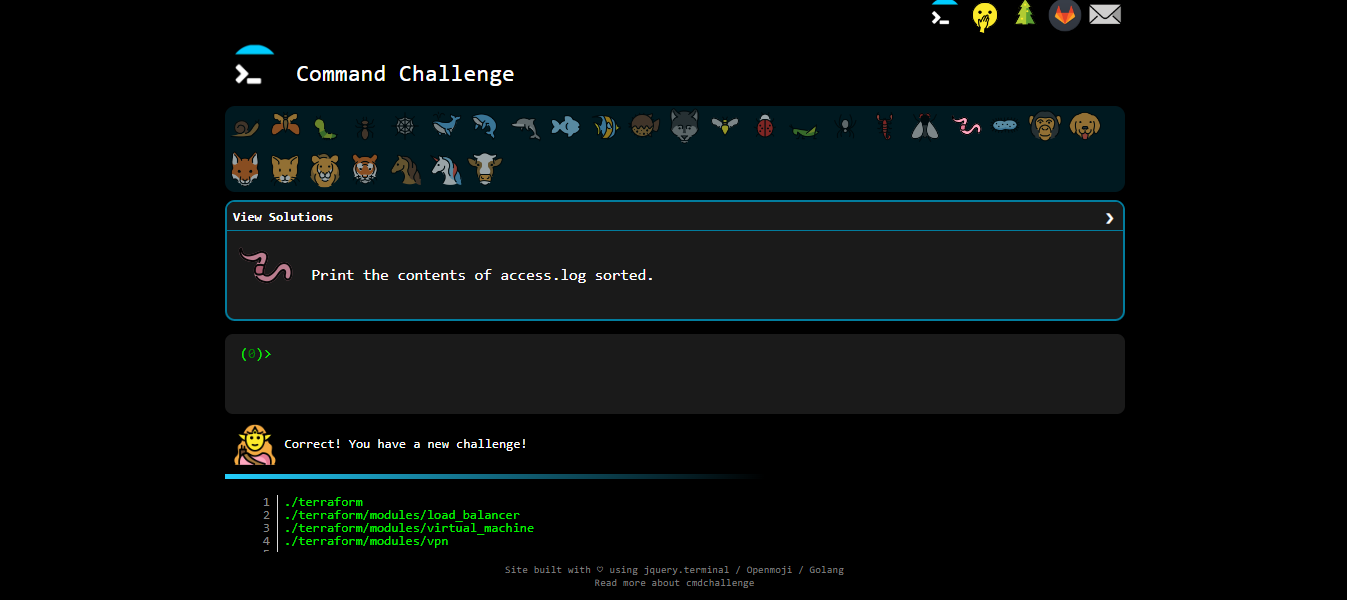 Command Challenge
View Solutions
Print the contents of access.log sorted.
(0)>
Correct! You have a new challenge!
1 ./terraform
2 ./terraform/modules/load_balancer
3 ./terraform/modules/virtual_machine
4 ./terraform/modules/vpn
Site built with ♡ using jquery.terminal / Openmoji / Golang
Read more about cmdchallenge